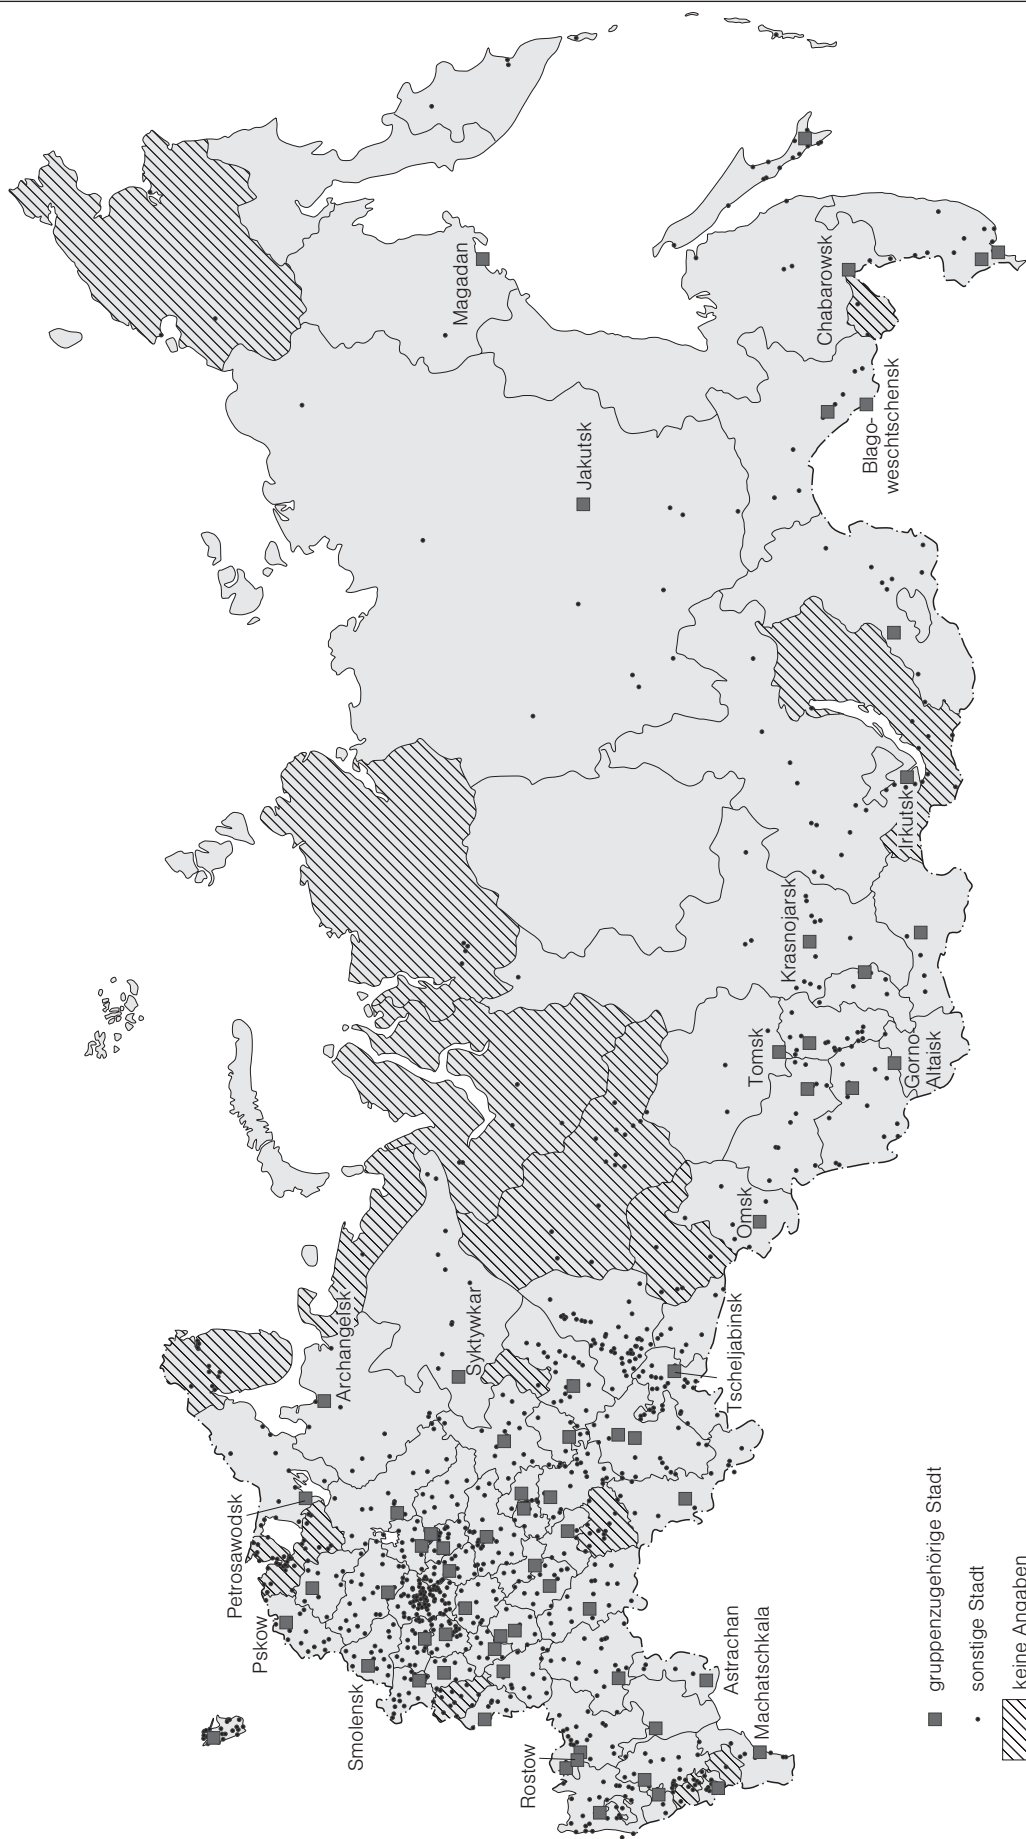 Magadan
Chabarowsk
Blago-
weschtschensk
Jakutsk
Irkutsk
Krasnojarsk
Tomsk
Gorno-
Altaisk
Omsk
Tscheljabinsk
Syktywkar
Archangelsk
Petrosawodsk
Pskow
Smolensk
Rostow
Astrachan
Machatschkala
gruppenzugehörige Stadt
sonstige Stadt
keine Angaben